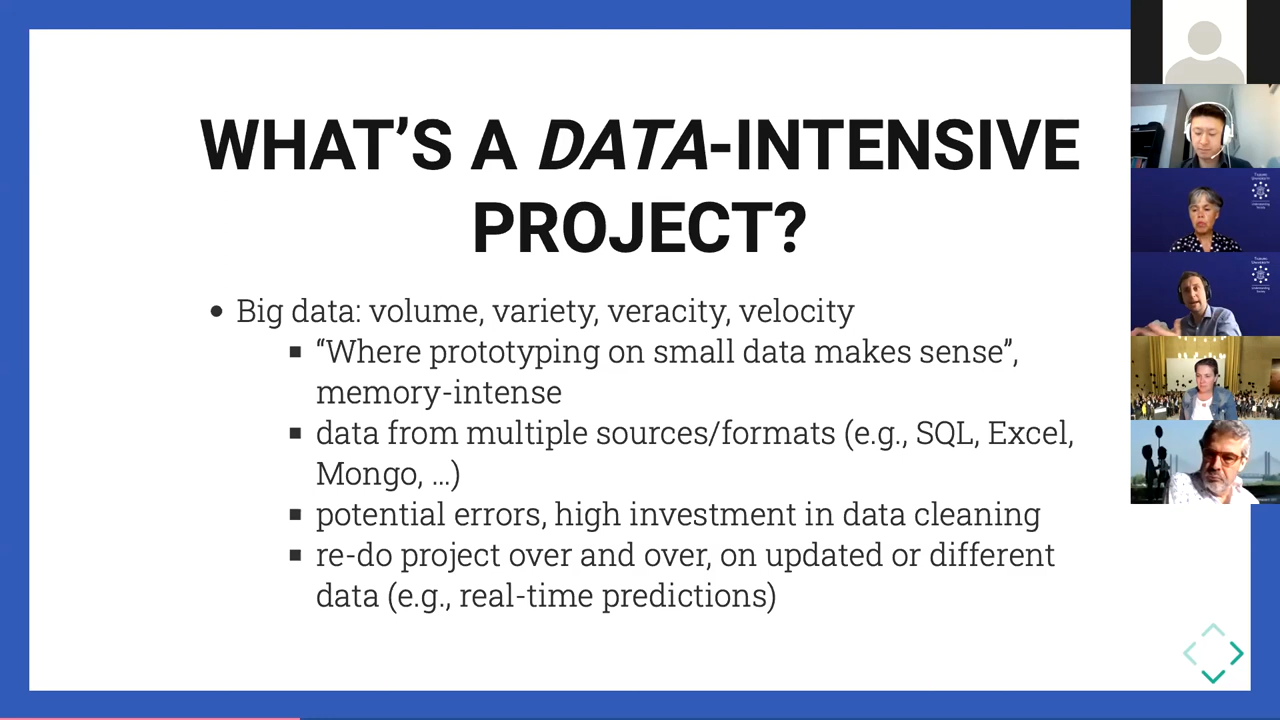 WHAT’S A DATA-INTENSIVE
PROJECT?
• Big data: volume, variety, veracity, velocity
▪ “Where prototyping on small data makes sense”,
memory-intense
▪ data from multiple sources/formats (e.g., SQL, Excel,
Mongo, …)
▪ potential errors, high investment in data cleaning
▪ re-do project over and over, on updated or different
data (e.g., real-time predictions)